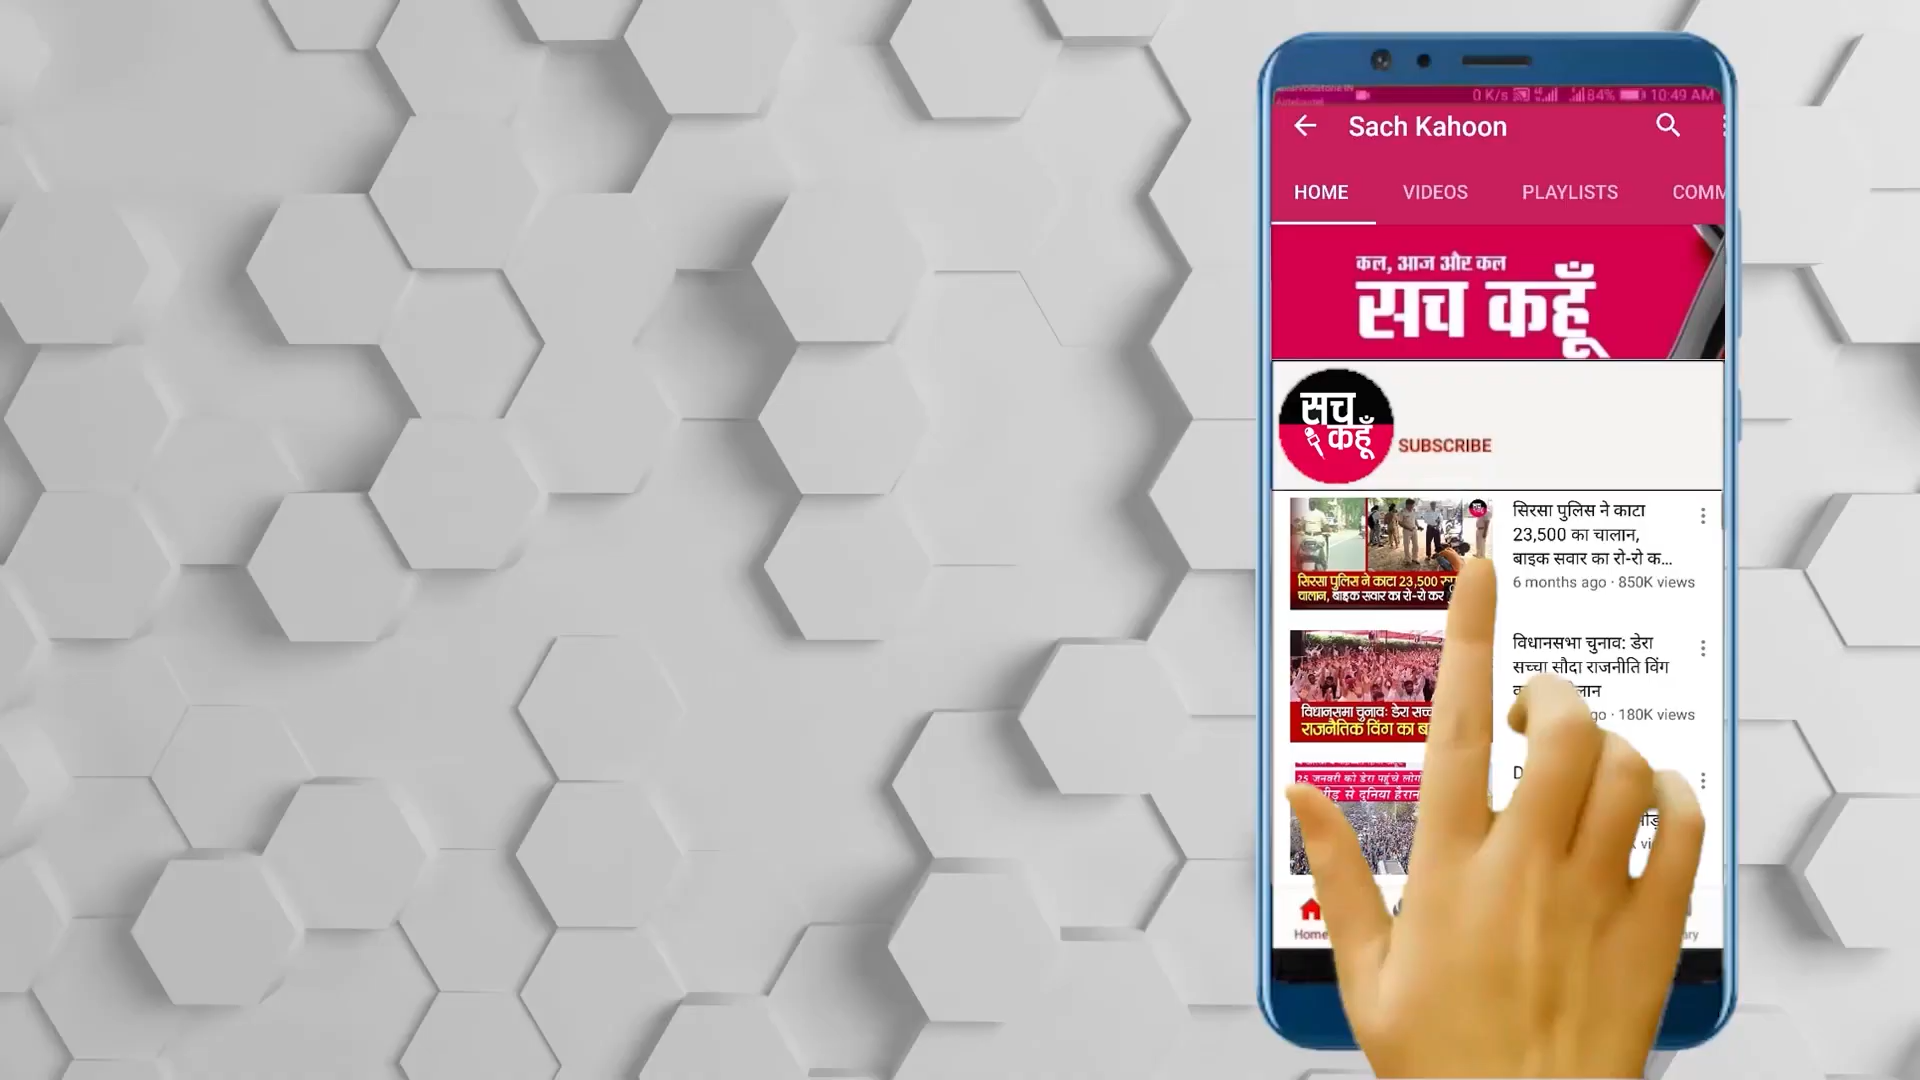 0 K/s 84% 10:49 AM
Sach Kahoon
HOME VIDEOS PLAYLISTS COMM
कल, आज और कल
सच कहूँ
सच
कहूँ
SUBSCRIBE
सिरसा पुलिस ने काटा 23,500
चालान, बाइक सवार का रो-रो कर
सिरसा पुलिस ने काटा
23,500 का चालान,
बाइक सवार का रो-रो क...
6 months ago · 850K views
विधानसभा चुनाव: डेरा
राजनैतिक विंग का
विधानसभा चुनाव: डेरा
सच्चा सौदा राजनीति विंग
180K views
25 जनवरी को डेरा पहुंचे
से दुनिया हैरान
Home